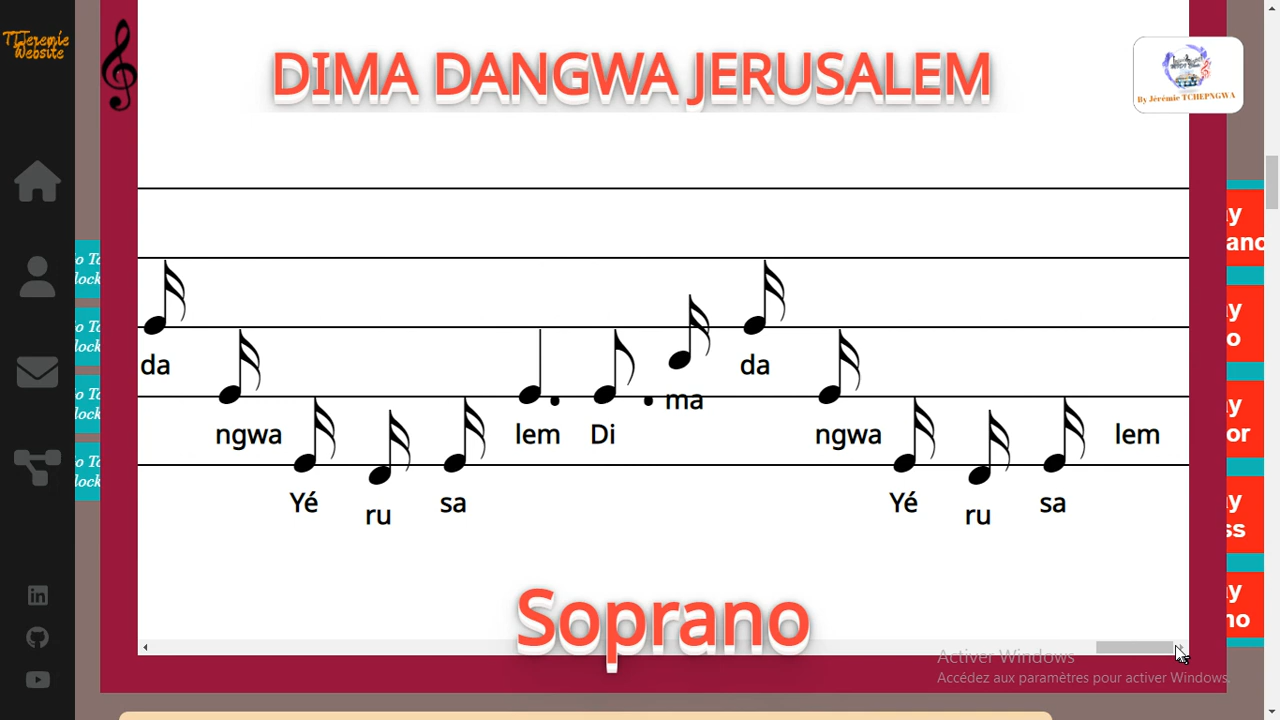 TTJeremie
Website
DIMA DANGWA JERUSALEM
By Jérémie TCHEPNGWA
da
ngwa
Yé
ru
sa
lem
Di
ma
da
ngwa
Yé
ru
sa
lem
Soprano
Activer Windows
Accédez aux paramètres pour activer Windows.